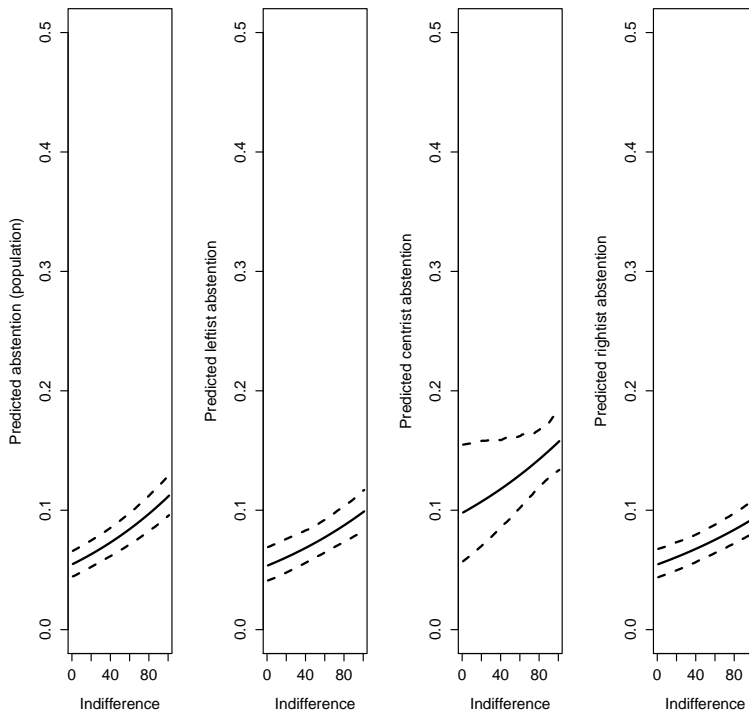 Predicted abstention (population)
0.0 0.1 0.2 0.3 0.4 0.5
0 40 80
Indifference
Predicted leftist abstention
0.0 0.1 0.2 0.3 0.4 0.5
0 40 80
Indifference
Predicted centrist abstention
0.0 0.1 0.2 0.3 0.4 0.5
0 40 80
Indifference
Predicted rightist abstention
0.0 0.1 0.2 0.3 0.4 0.5
0 40 80
Indifference